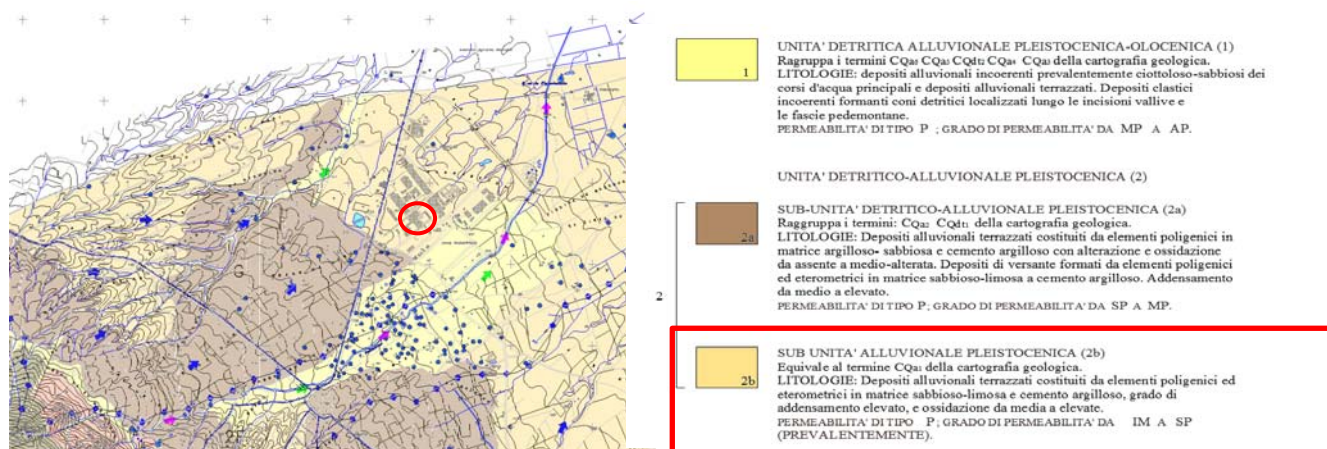 1
UNITA' DETRITICA ALLUVIONALE PLEISTOCENICA-OLOCENICA (1)
Ragruppa i termini CQa6 CQa5 CQdt2 CQa4 CQa3 della cartografia geologica.
LITOLOGIE: depositi alluvionali incoerenti prevalentemente ciottoloso-sabbiosi dei
corsi d'acqua principali e depositi alluvionali terrazzati. Depositi clastici
incoerenti formanti coni detritici localizzati lungo le incisioni vallive e
le fascie pedemontane.
PERMEABILITA' DI TIPO P ; GRADO DI PERMEABILITA' DA MP A AP.
UNITA' DETRITICO-ALLUVIONALE PLEISTOCENICA (2)
2
2a
SUB-UNITA' DETRITICO-ALLUVIONALE PLEISTOCENICA (2a)
Raggruppa i termini: CQa2 CQdt1 della cartografia geologica.
LITOLOGIE: Depositi alluvionali terrazzati costituiti da elementi poligenici in
matrice argilloso- sabbiosa e cemento argilloso con alterazione e ossidazione
da assente a medio-alterata. Depositi di versante formati da elementi poligenici
ed eterometrici in matrice sabbioso-limosa a cemento argilloso. Addensamento
da medio a elevato.
PERMEABILITA' DI TIPO P; GRADO DI PERMEABILITA' DA SP A MP.
2b
SUB UNITA' ALLUVIONALE PLEISTOCENICA (2b)
Equivale al termine CQa1 della cartografia geologica.
LITOLOGIE: Depositi alluvionali terrazzati costituiti da elementi poligenici ed
eterometrici in matrice sabbioso-limosa e cemento argilloso, grado di
addensamento elevato, e ossidazione da media a elevate.
PERMEABILITA' DI TIPO P; GRADO DI PERMEABILITA' DA IM A SP
(PREVALENTEMENTE).